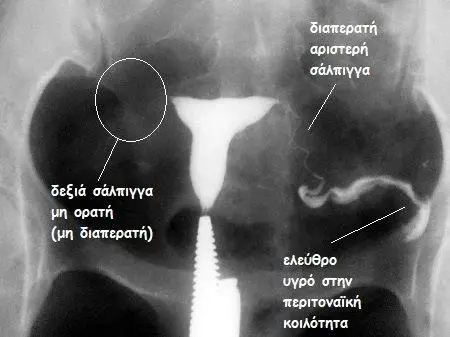 διαπερατή
αριστερή
σάλπιγγα
δεξιά σάλπιγγα
μη ορατή
(μη διαπερατή)
ελεύθρο
υγρό στην
περιτοναϊκή
κοιλότητα